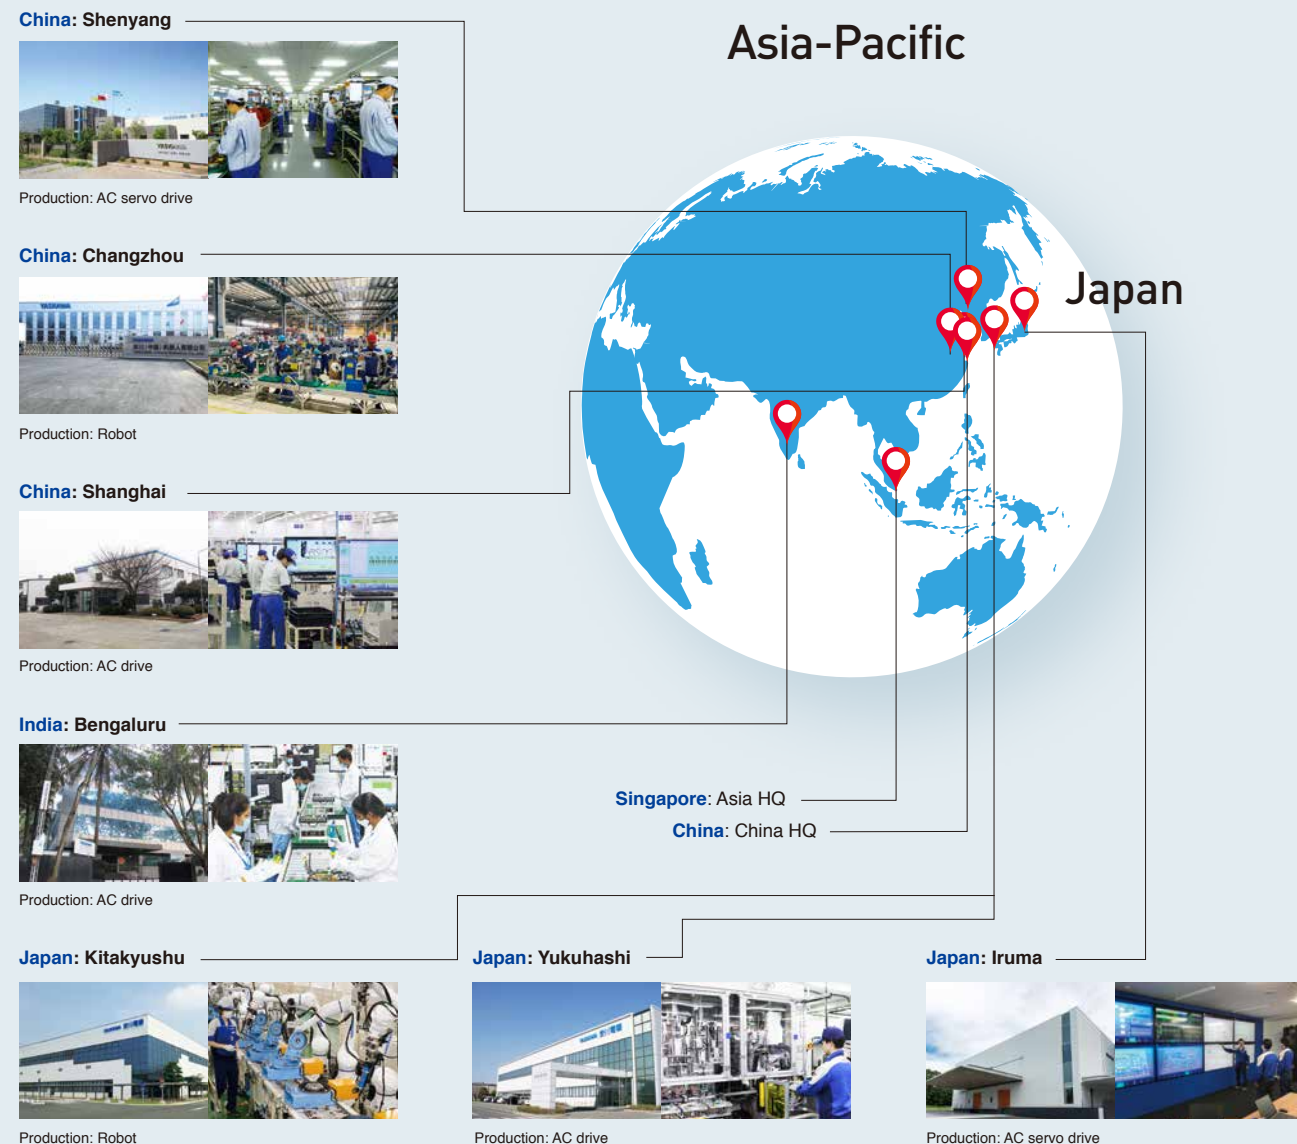 Asia-Pacific
Japan
China: Shenyang
Production: AC servo drive
China: Changzhou
YASKAWA
Production: Robot
China: Shanghai
Production: AC drive
India: Bengaluru
Production: AC drive
Singapore: Asia HQ
China: China HQ
Japan: Kitakyushu
Production: Robot
Japan: Yukuhashi
Production: AC drive
Japan: Iruma
Production: AC servo drive